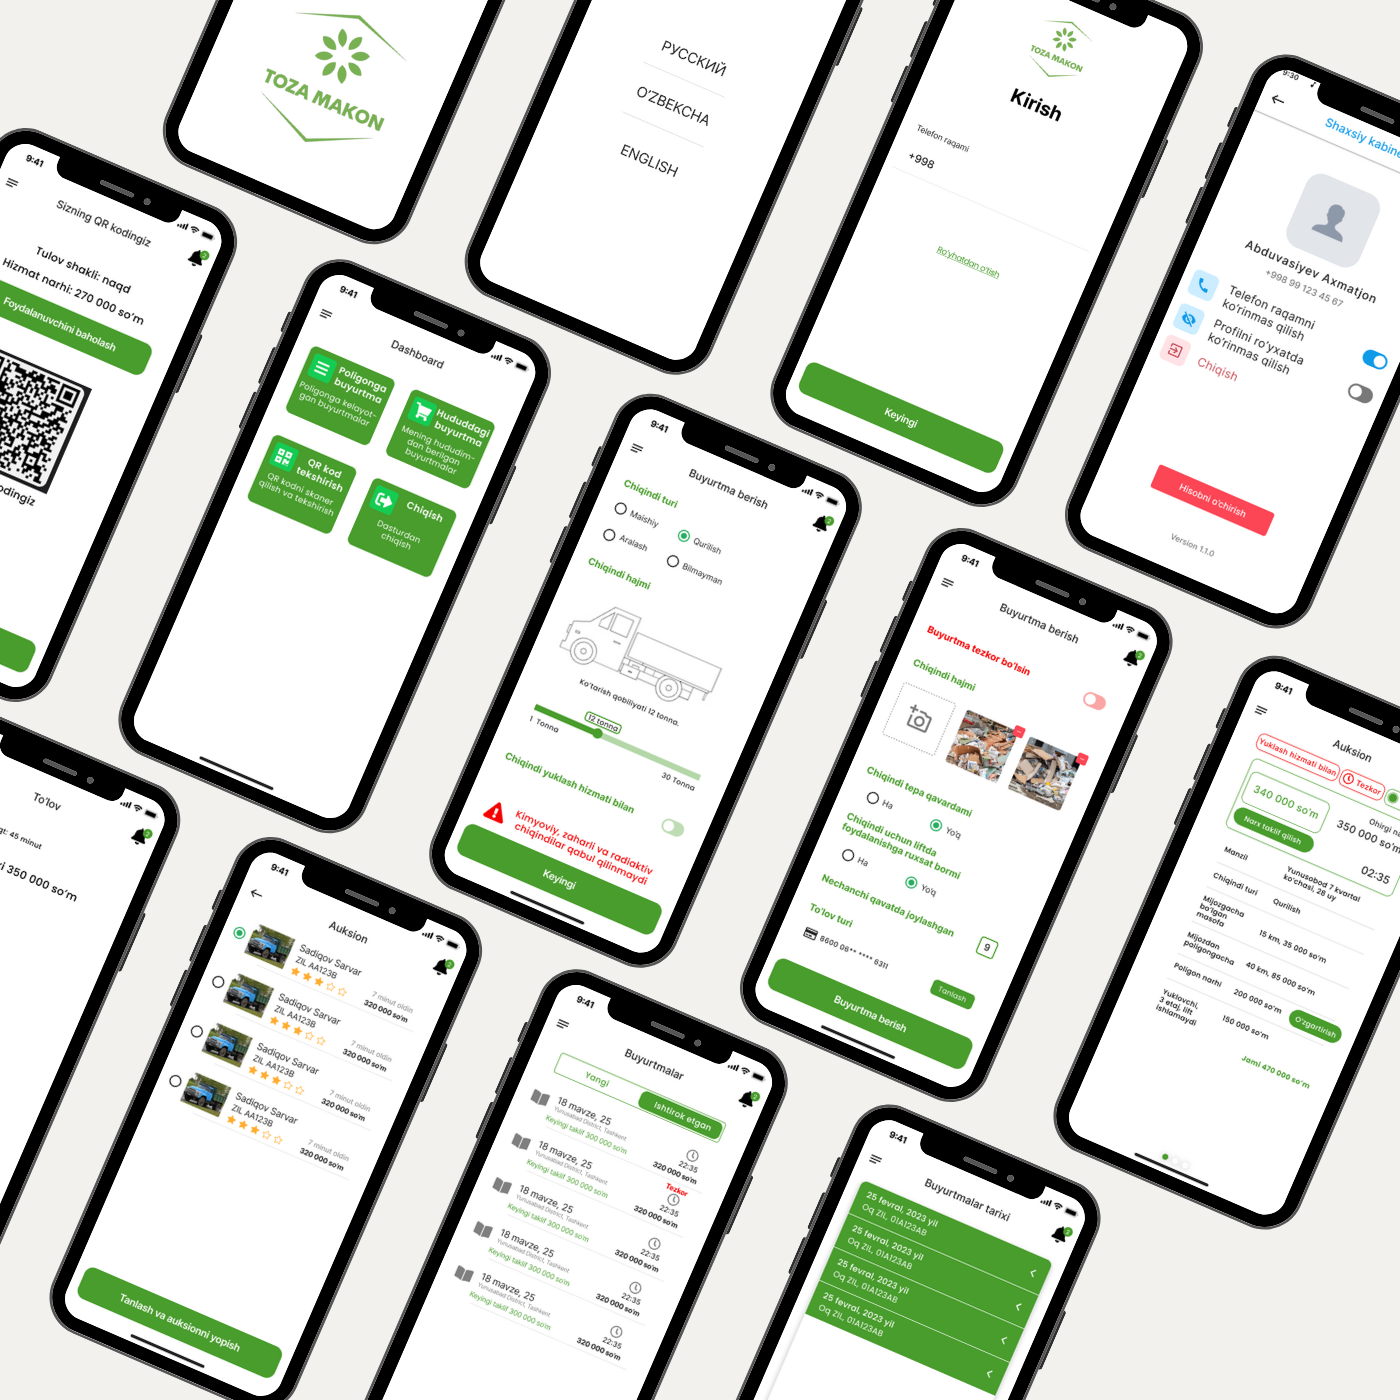 TOZA MAKON
РУССКИЙ
O'ZBEKCHA
ENGLISH
TOZA MAKON
Kirish
Telefon raqami
+998
Ro'yhatdan o'tish
Keyingi
9:30
Shaxsiy kabine
Abduvasiyev Axmatjon
+998 99 123 45 67
Telefon raqamni
ko'rinmas qilish
Profilni ro'yxatda
ko'rinmas qilish
Chiqish
Hisobni o'chirish
Version 1.1.0
9:41
Sizning QR kodingiz
2
Tulov shakli: naqd
Hizmat narhi: 270 000 so'm
Foydalanuvchini baholash
odingiz
9:41
Dashboard
Poligonga
buyurtma
Poligonga kelayot-
gan buyurtmalar
Hududdagi
buyurtma
Mening hududim-
dan berilgan
buyurtmalar
QR kod
tekshirish
QR kodni skaner
qilish va tekshirish
Chiqish
Dasturdan
chiqish
9:41
Buyurtma berish
2
Chiqindi turi
Maishiy
Qurilish
Aralash
Bilmayman
Chiqindi hajmi
Ko'tarish qobiliyati 12 tonna.
12 tonna
1 Tonna
30 Tonna
Chiqindi yuklash hizmati bilan
Kimyoviy, zaharli va radiaktiv
chiqindilar qabul qilinmaydi
Keyingi
9:41
Buyurtma berish
2
Buyurtma tezkor bo'lsin
Chiqindi hajmi
Chiqindi tepa qavardami
Ha
Yo'q
Chiqindi uchun liftda
foydalanishga ruxsat bormi
Ha
Yo'q
Nechanchi qavatda joylashgan
9
To'lov turi
8600 06** **** 6311
Tanlash
Buyurtma berish
9:41
Auksion
Yuklash hizmati bilan
Tezkor
340 000 so'm
Narx taklif qilish
Ohirgi na
350 000 so'm
02:35
Manzil
Yunusobod 7 kvartal
ko'chasi, 28 uy
Chiqindi turi
Qurilish
Mijozgacha
bo'lgan
masofa
15 km, 35 000 so'm
Mijozdan
poligongacha
40 km, 85 000 so'm
Poligon narhi
200 000 so'm
O'zgartirish
Yuklovchi,
3 etaj, lift
ishlamaydi
150 000 so'm
Jami 470 000 so'm
To'lov
2
qt: 45 minut
i 350 000 so'm
9:41
Auksion
2
Sadiqov Sarvar
ZIL AA123B
7 minut oldin
320 000 so'm
Sadiqov Sarvar
ZIL AA123B
7 minut oldin
320 000 so'm
Sadiqov Sarvar
ZIL AA123B
7 minut oldin
320 000 so'm
Sadiqov Sarvar
ZIL AA123B
7 minut oldin
320 000 so'm
Tanlash va auksionni yopish
9:41
Buyurtmalar
2
Yangi
Ishtirok etgan
18 mavze, 25
Yunusabad District, Tashkent
Keyingi taklif 300 000 so'm
22:35
320 000 so'm
18 mavze, 25
Yunusabad District, Tashkent
Keyingi taklif 300 000 so'm
Tezkor
22:35
320 000 so'm
18 mavze, 25
Yunusabad District, Tashkent
Keyingi taklif 300 000 so'm
22:35
320 000 so'm
18 mavze, 25
Yunusabad District, Tashkent
Keyingi taklif 300 000 so'm
22:35
320 000 so'm
18 mavze, 25
Yunusabad District, Tashkent
Keyingi taklif 300 000 so'm
22:35
320 000 so'm
9:41
Buyurtmalar tarixi
2
25 fevral, 2023 yil
Oq ZIL, 01A123AB
25 fevral, 2023 yil
Oq ZIL, 01A123AB
25 fevral, 2023 yil
Oq ZIL, 01A123AB
25 fevral, 2023 yil
Oq ZIL, 01A123AB